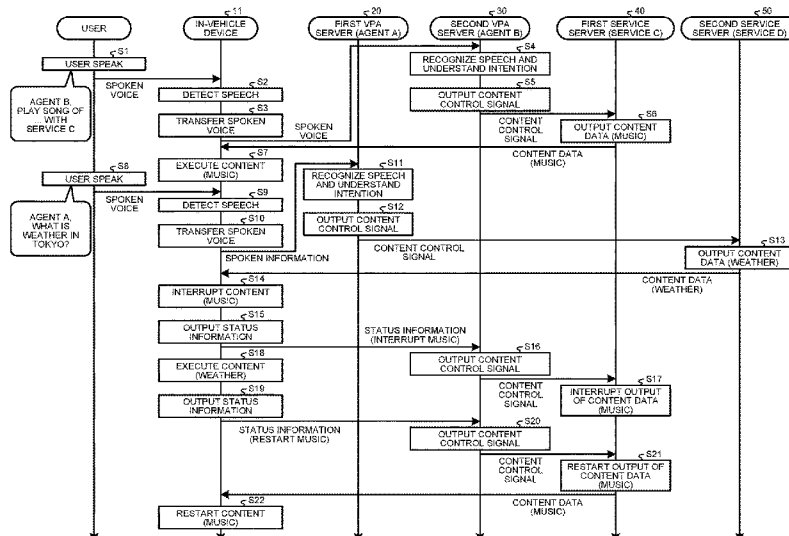 USER
11
IN-VEHICLE
DEVICE
20
FIRST VPA
SERVER (AGENT A)
30
SECOND VPA
SERVER (AGENT B)
40
FIRST SERVICE
SERVER (SERVICE C)
50
SECOND SERVICE
SERVER (SERVICE D)
S1
USER SPEAK
SPOKEN
VOICE
AGENT B,
PLAY SONG OF
... WITH
SERVICE C
S2
DETECT SPEECH
S3
TRANSFER SPOKEN
VOICE
SPOKEN
VOICE
S4
RECOGNIZE SPEECH AND
UNDERSTAND INTENTION
S5
OUTPUT CONTENT
CONTROL SIGNAL
CONTENT
CONTROL
SIGNAL
S6
OUTPUT CONTENT
DATA (MUSIC)
CONTENT DATA
(MUSIC)
S7
EXECUTE CONTENT
(MUSIC)
S8
USER SPEAK
SPOKEN
VOICE
AGENT A,
WHAT IS
WEATHER IN
TOKYO?
S9
DETECT SPEECH
S10
TRANSFER SPOKEN
VOICE
SPOKEN INFORMATION
S11
RECOGNIZE SPEECH
AND UNDERSTAND
INTENTION
S12
OUTPUT CONTENT
CONTROL SIGNAL
CONTENT CONTROL
SIGNAL
S13
OUTPUT CONTENT
DATA (WEATHER)
CONTENT DATA
(WEATHER)
S14
INTERRUPT CONTENT
(MUSIC)
S15
OUTPUT STATUS
INFORMATION
STATUS INFORMATION
(INTERRUPT MUSIC)
S16
OUTPUT CONTENT
CONTROL SIGNAL
CONTENT
CONTROL
SIGNAL
S17
INTERRUPT OUTPUT
OF CONTENT DATA
(MUSIC)
S18
EXECUTE CONTENT
(WEATHER)
S19
OUTPUT STATUS
INFORMATION
STATUS INFORMATION
(RESTART MUSIC)
S20
OUTPUT CONTENT
CONTROL SIGNAL
CONTENT
CONTROL
SIGNAL
S21
RESTART OUTPUT OF
CONTENT DATA
(MUSIC)
CONTENT DATA
(MUSIC)
S22
RESTART CONTENT
(MUSIC)